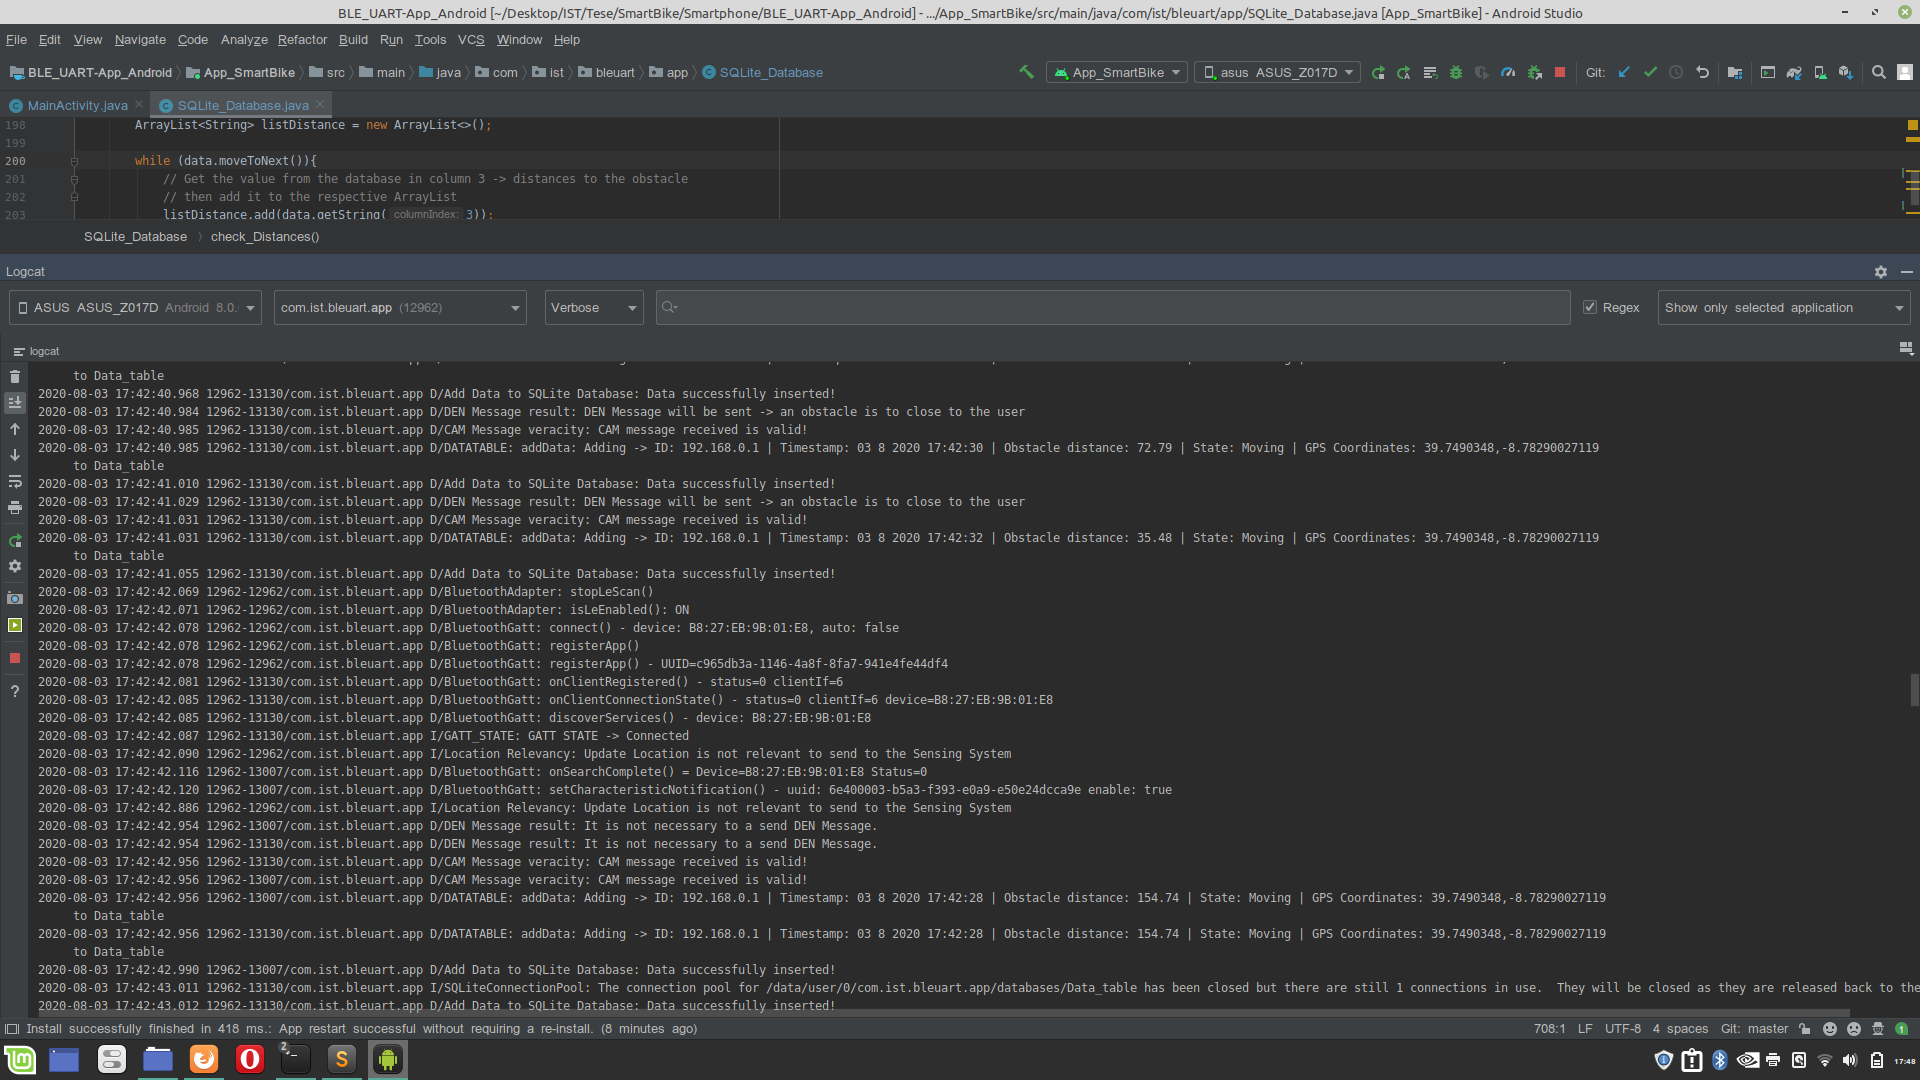 BLE_UART-App_Android [~/Desktop/IST/Tese/SmartBike/Smartphone/BLE_UART-App_Android] - .../App_SmartBike/src/main/java/com/ist/bleuart/app/SQLite_Database.java [App_SmartBike] - Android Studio
File Edit View Navigate Code Analyze Refactor Build Run Tools VCS Window Help
BLE_UART-App_Android App_SmartBike src main java com ist bleuart app SQLite_Database App_SmartBike asus ASUS_Z017D Git:
MainActivity.java SQLite_Database.java
198 ArrayList<String> listDistance = new ArrayList<>();
199
200 while (data.moveToNext()){
201 // Get the value from the database in column 3 -> distances to the obstacle
202 // then add it to the respective ArrayList
203 listDistance.add(data.getString( columnIndex: 3));
SQLite_Database check_Distances()
Logcat
ASUS ASUS_Z017D Android 8.0. com.ist.bleuart.app (12962) Verbose Regex Show only selected application
logcat
to Data_table
2020-08-03 17:42:40.968 12962-13130/com.ist.bleuart.app D/Add Data to SQLite Database: Data successfully inserted!
2020-08-03 17:42:40.984 12962-13130/com.ist.bleuart.app D/DEN Message result: DEN Message will be sent -> an obstacle is to close to the user
2020-08-03 17:42:40.985 12962-13130/com.ist.bleuart.app D/CAM Message veracity: CAM message received is valid!
2020-08-03 17:42:40.985 12962-13130/com.ist.bleuart.app D/DATATABLE: addData: Adding -> ID: 192.168.0.1 | Timestamp: 03 8 2020 17:42:30 | Obstacle distance: 72.79 | State: Moving | GPS Coordinates: 39.7490348,-8.78290027119
to Data_table
2020-08-03 17:42:41.010 12962-13130/com.ist.bleuart.app D/Add Data to SQLite Database: Data successfully inserted!
2020-08-03 17:42:41.029 12962-13130/com.ist.bleuart.app D/DEN Message result: DEN Message will be sent -> an obstacle is to close to the user
2020-08-03 17:42:41.031 12962-13130/com.ist.bleuart.app D/CAM Message veracity: CAM message received is valid!
2020-08-03 17:42:41.031 12962-13130/com.ist.bleuart.app D/DATATABLE: addData: Adding -> ID: 192.168.0.1 | Timestamp: 03 8 2020 17:42:32 | Obstacle distance: 35.48 | State: Moving | GPS Coordinates: 39.7490348,-8.78290027119
to Data_table
2020-08-03 17:42:41.055 12962-13130/com.ist.bleuart.app D/Add Data to SQLite Database: Data successfully inserted!
2020-08-03 17:42:42.069 12962-12962/com.ist.bleuart.app D/BluetoothAdapter: stopLeScan()
2020-08-03 17:42:42.071 12962-12962/com.ist.bleuart.app D/BluetoothAdapter: isLeEnabled(): ON
2020-08-03 17:42:42.078 12962-12962/com.ist.bleuart.app D/BluetoothGatt: connect() - device: B8:27:EB:9B:01:E8, auto: false
2020-08-03 17:42:42.078 12962-12962/com.ist.bleuart.app D/BluetoothGatt: registerApp()
2020-08-03 17:42:42.078 12962-12962/com.ist.bleuart.app D/BluetoothGatt: registerApp() - UUID=c965db3a-1146-4a8f-8fa7-941e4fe44df4
2020-08-03 17:42:42.081 12962-13130/com.ist.bleuart.app D/BluetoothGatt: onClientRegistered() - status=0 clientIf=6
2020-08-03 17:42:42.085 12962-13130/com.ist.bleuart.app D/BluetoothGatt: onClientConnectionState() - status=0 clientIf=6 device=B8:27:EB:9B:01:E8
2020-08-03 17:42:42.085 12962-13130/com.ist.bleuart.app D/BluetoothGatt: discoverServices() - device: B8:27:EB:9B:01:E8
2020-08-03 17:42:42.087 12962-13130/com.ist.bleuart.app I/GATT_STATE: GATT STATE -> Connected
2020-08-03 17:42:42.090 12962-12962/com.ist.bleuart.app I/Location Relevancy: Update Location is not relevant to send to the Sensing System
2020-08-03 17:42:42.116 12962-13007/com.ist.bleuart.app D/BluetoothGatt: onSearchComplete() = Device=B8:27:EB:9B:01:E8 Status=0
2020-08-03 17:42:42.120 12962-13007/com.ist.bleuart.app D/BluetoothGatt: setCharacteristicNotification() - uuid: 6e400003-b5a3-f393-e0a9-e50e24dcca9e enable: true
2020-08-03 17:42:42.886 12962-12962/com.ist.bleuart.app I/Location Relevancy: Update Location is not relevant to send to the Sensing System
2020-08-03 17:42:42.954 12962-13007/com.ist.bleuart.app D/DEN Message result: It is not necessary to a send DEN Message.
2020-08-03 17:42:42.954 12962-13130/com.ist.bleuart.app D/DEN Message result: It is not necessary to a send DEN Message.
2020-08-03 17:42:42.956 12962-13130/com.ist.bleuart.app D/CAM Message veracity: CAM message received is valid!
2020-08-03 17:42:42.956 12962-13007/com.ist.bleuart.app D/CAM Message veracity: CAM message received is valid!
2020-08-03 17:42:42.956 12962-13007/com.ist.bleuart.app D/DATATABLE: addData: Adding -> ID: 192.168.0.1 | Timestamp: 03 8 2020 17:42:28 | Obstacle distance: 154.74 | State: Moving | GPS Coordinates: 39.7490348,-8.78290027119
to Data_table
2020-08-03 17:42:42.956 12962-13130/com.ist.bleuart.app D/DATATABLE: addData: Adding -> ID: 192.168.0.1 | Timestamp: 03 8 2020 17:42:28 | Obstacle distance: 154.74 | State: Moving | GPS Coordinates: 39.7490348,-8.78290027119
to Data_table
2020-08-03 17:42:42.990 12962-13007/com.ist.bleuart.app D/Add Data to SQLite Database: Data successfully inserted!
2020-08-03 17:42:43.011 12962-13130/com.ist.bleuart.app I/SQLiteConnectionPool: The connection pool for /data/user/0/com.ist.bleuart.app/databases/Data_table has been closed but there are still 1 connections in use. They will be closed as they are released back to the
2020-08-03 17:42:43.012 12962-13130/com.ist.bleuart.app D/Add Data to SQLite Database: Data successfully inserted!
Install successfully finished in 418 ms.: App restart successful without requiring a re-install. (8 minutes ago) 708:1 LF UTF-8 4 spaces Git: master 1
2 17:48